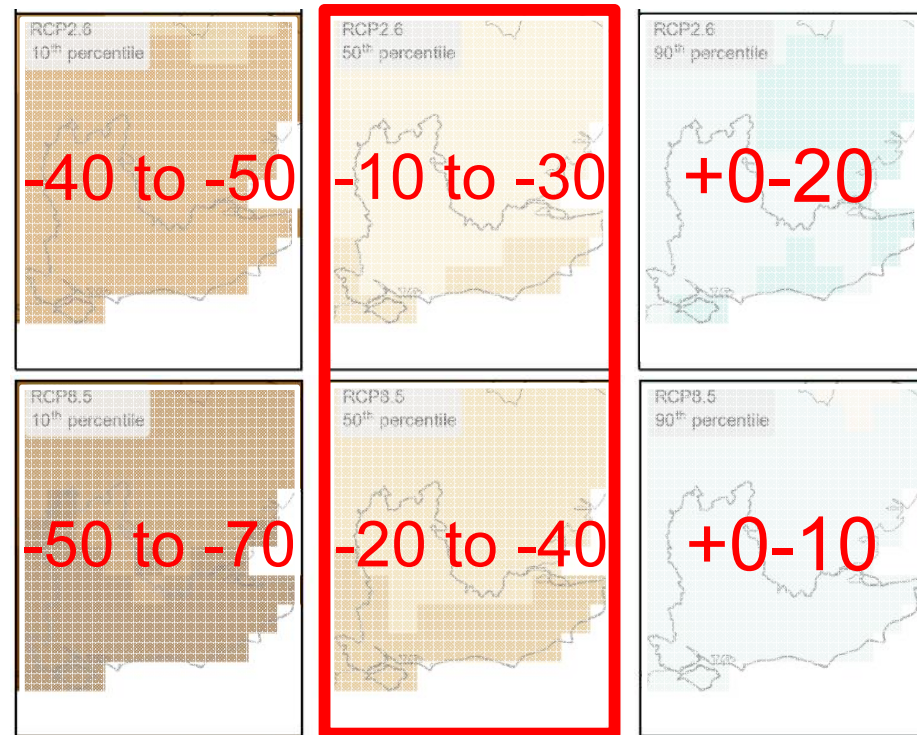 RCP2.6
10th percentile
-40 to -50
RCP2.6
50th percentile
-10 to -30
RCP2.6
90th percentile
+0-20
RCP8.5
10th percentile
-50 to -70
RCP8.5
50th percentile
-20 to -40
RCP8.5
90th percentile
+0-10